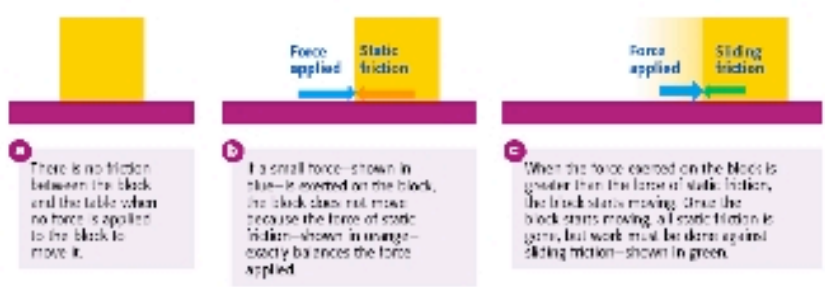 Force
applied
Static
friction
Force
applied
Sliding
friction
a
There is no friction
between the block
and the table when
no force is applied
to the block to
move it.
b
If a small force—shown in
blue—is exerted on the block,
the block does not move
because the force of static
friction—shown in orange—
exactly balances the force
applied.
c
When the force exerted on the block is
greater than the force of static friction,
the block starts moving. Once the
block starts moving, all static friction is
gone, but work must be done against
sliding friction—shown in green.